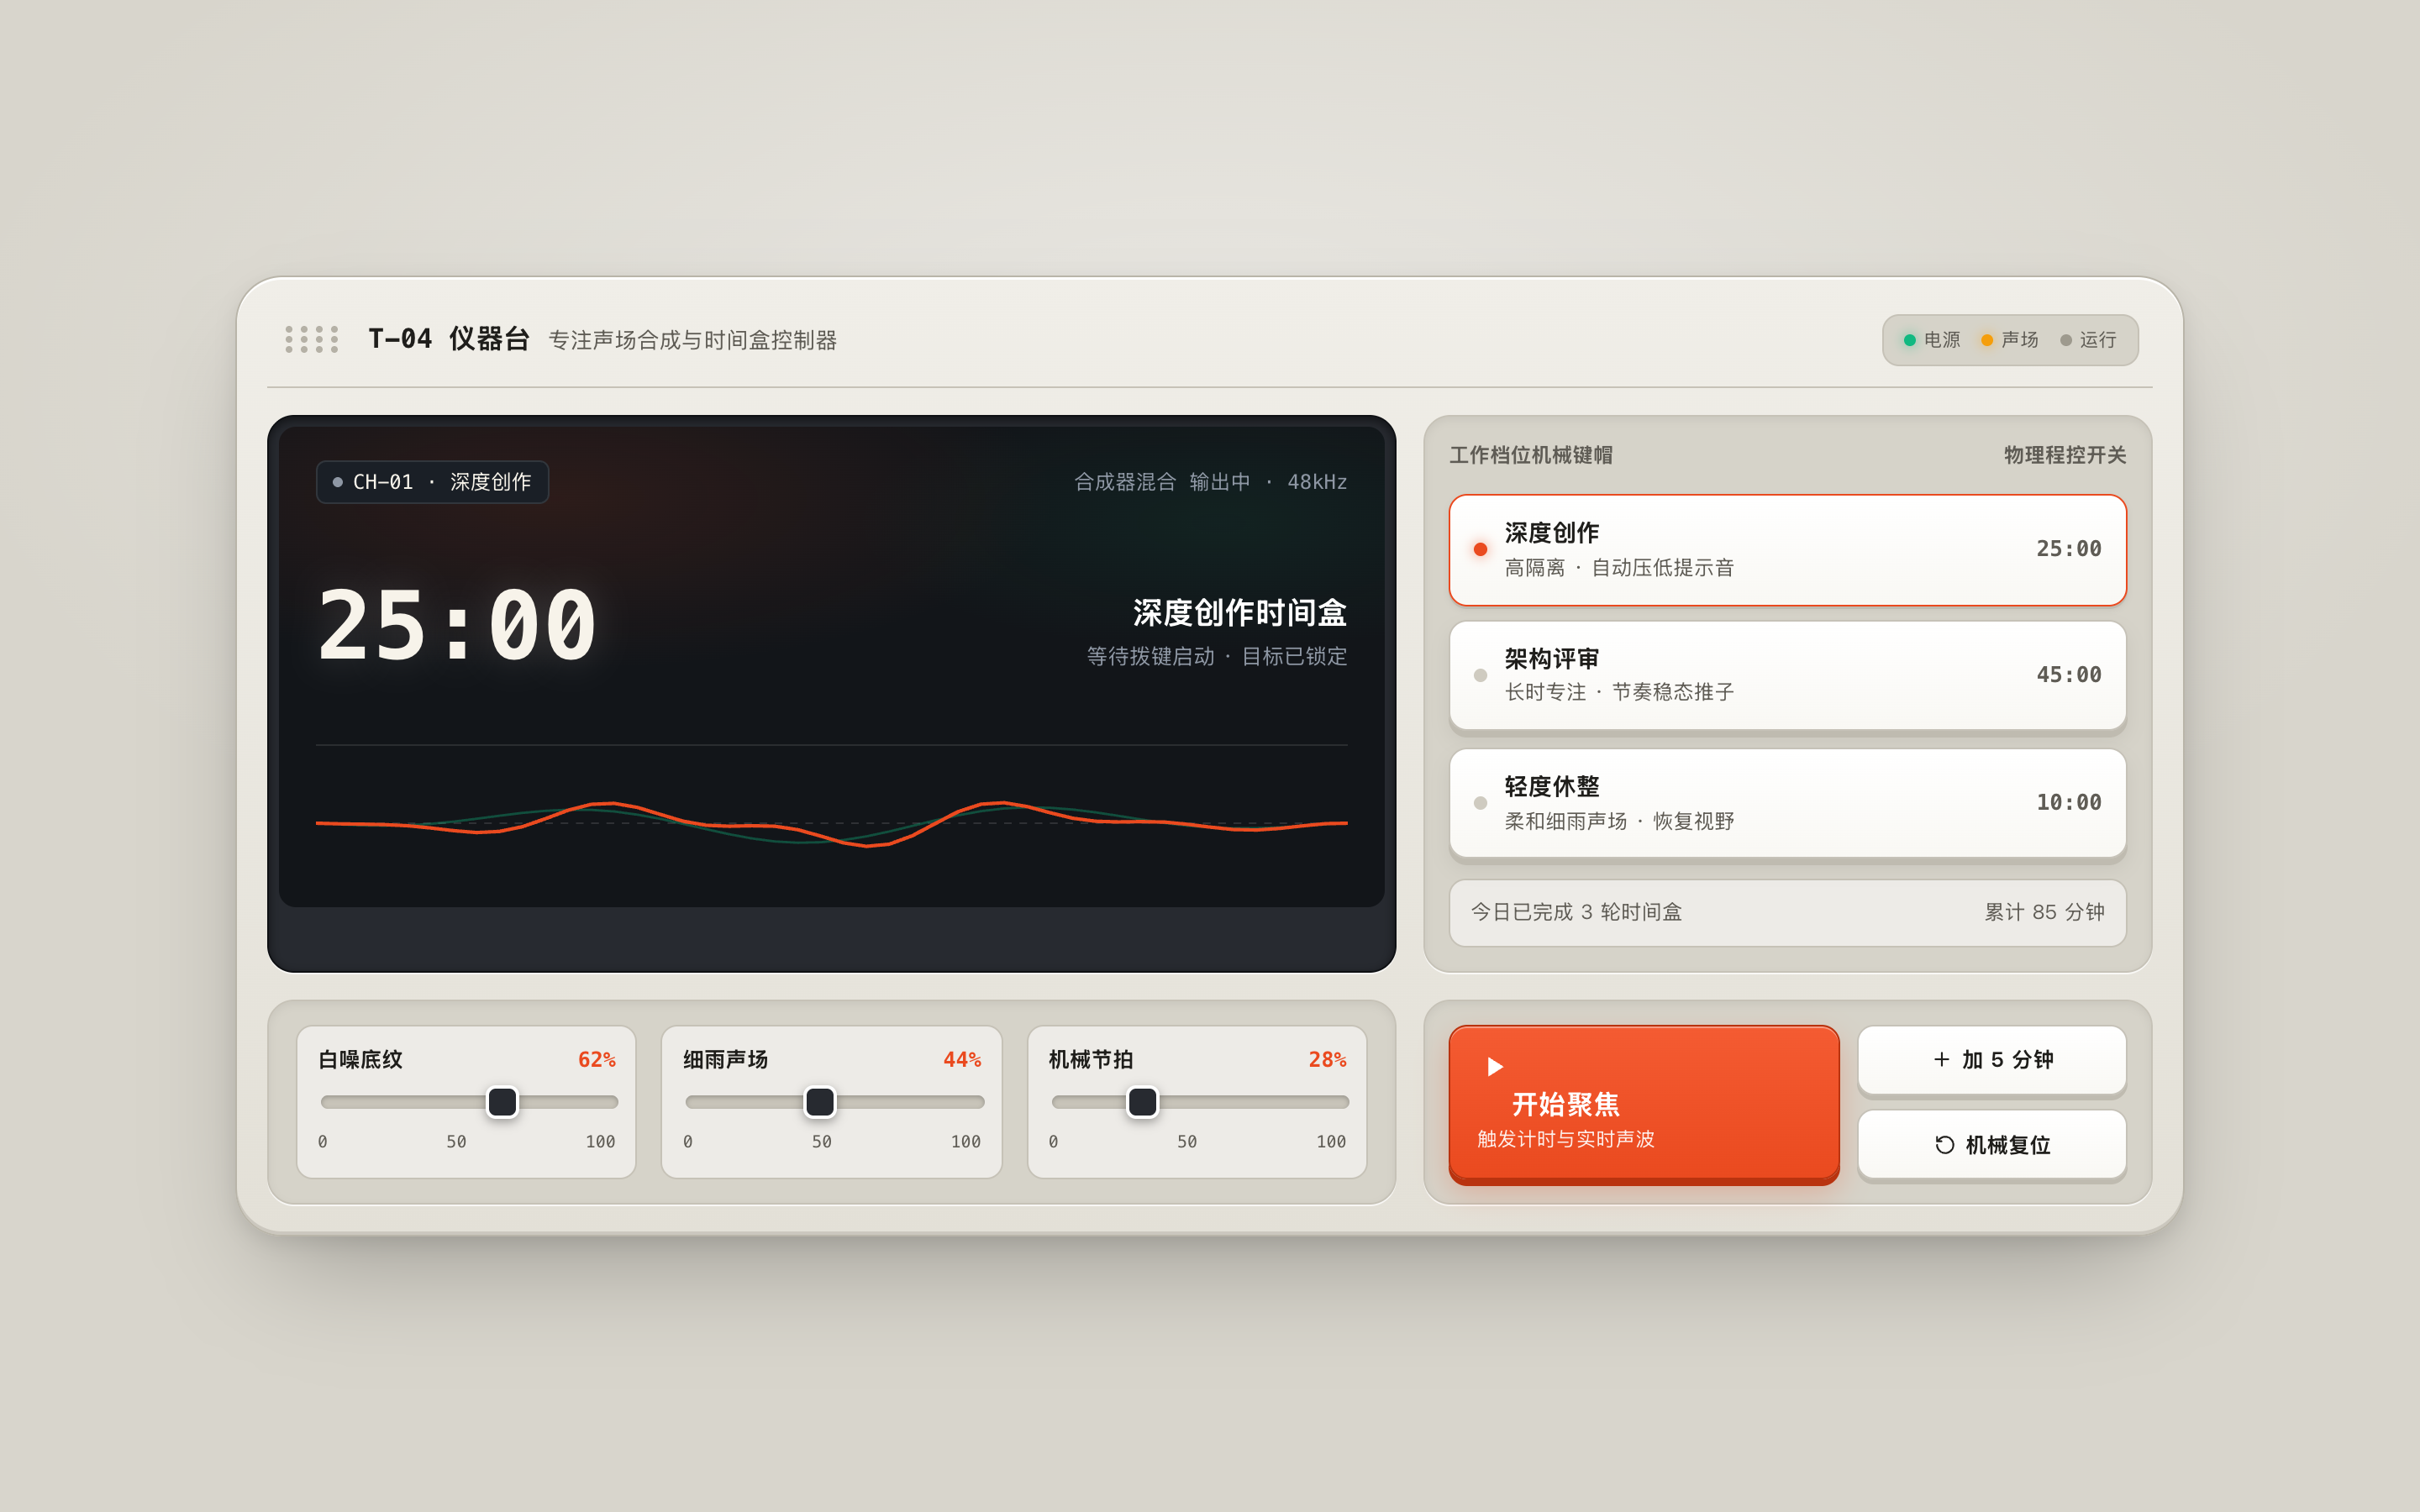 T-04 仪器台 专注声场合成与时间盒控制器
电源 声场 运行
CH-01 · 深度创作
合成器混合 输出中 · 48kHz
25:00
深度创作时间盒
等待拨键启动 · 目标已锁定
工作档位机械键帽 物理程控开关
深度创作
高隔离 · 自动压低提示音
25:00
架构评审
长时专注 · 节奏稳态推子
45:00
轻度休整
柔和细雨声场 · 恢复视野
10:00
今日已完成 3 轮时间盒 累计 85 分钟
白噪底纹 62%
0 50 100
细雨声场 44%
0 50 100
机械节拍 28%
0 50 100
开始聚焦
触发计时与实时声波
加 5 分钟
机械复位